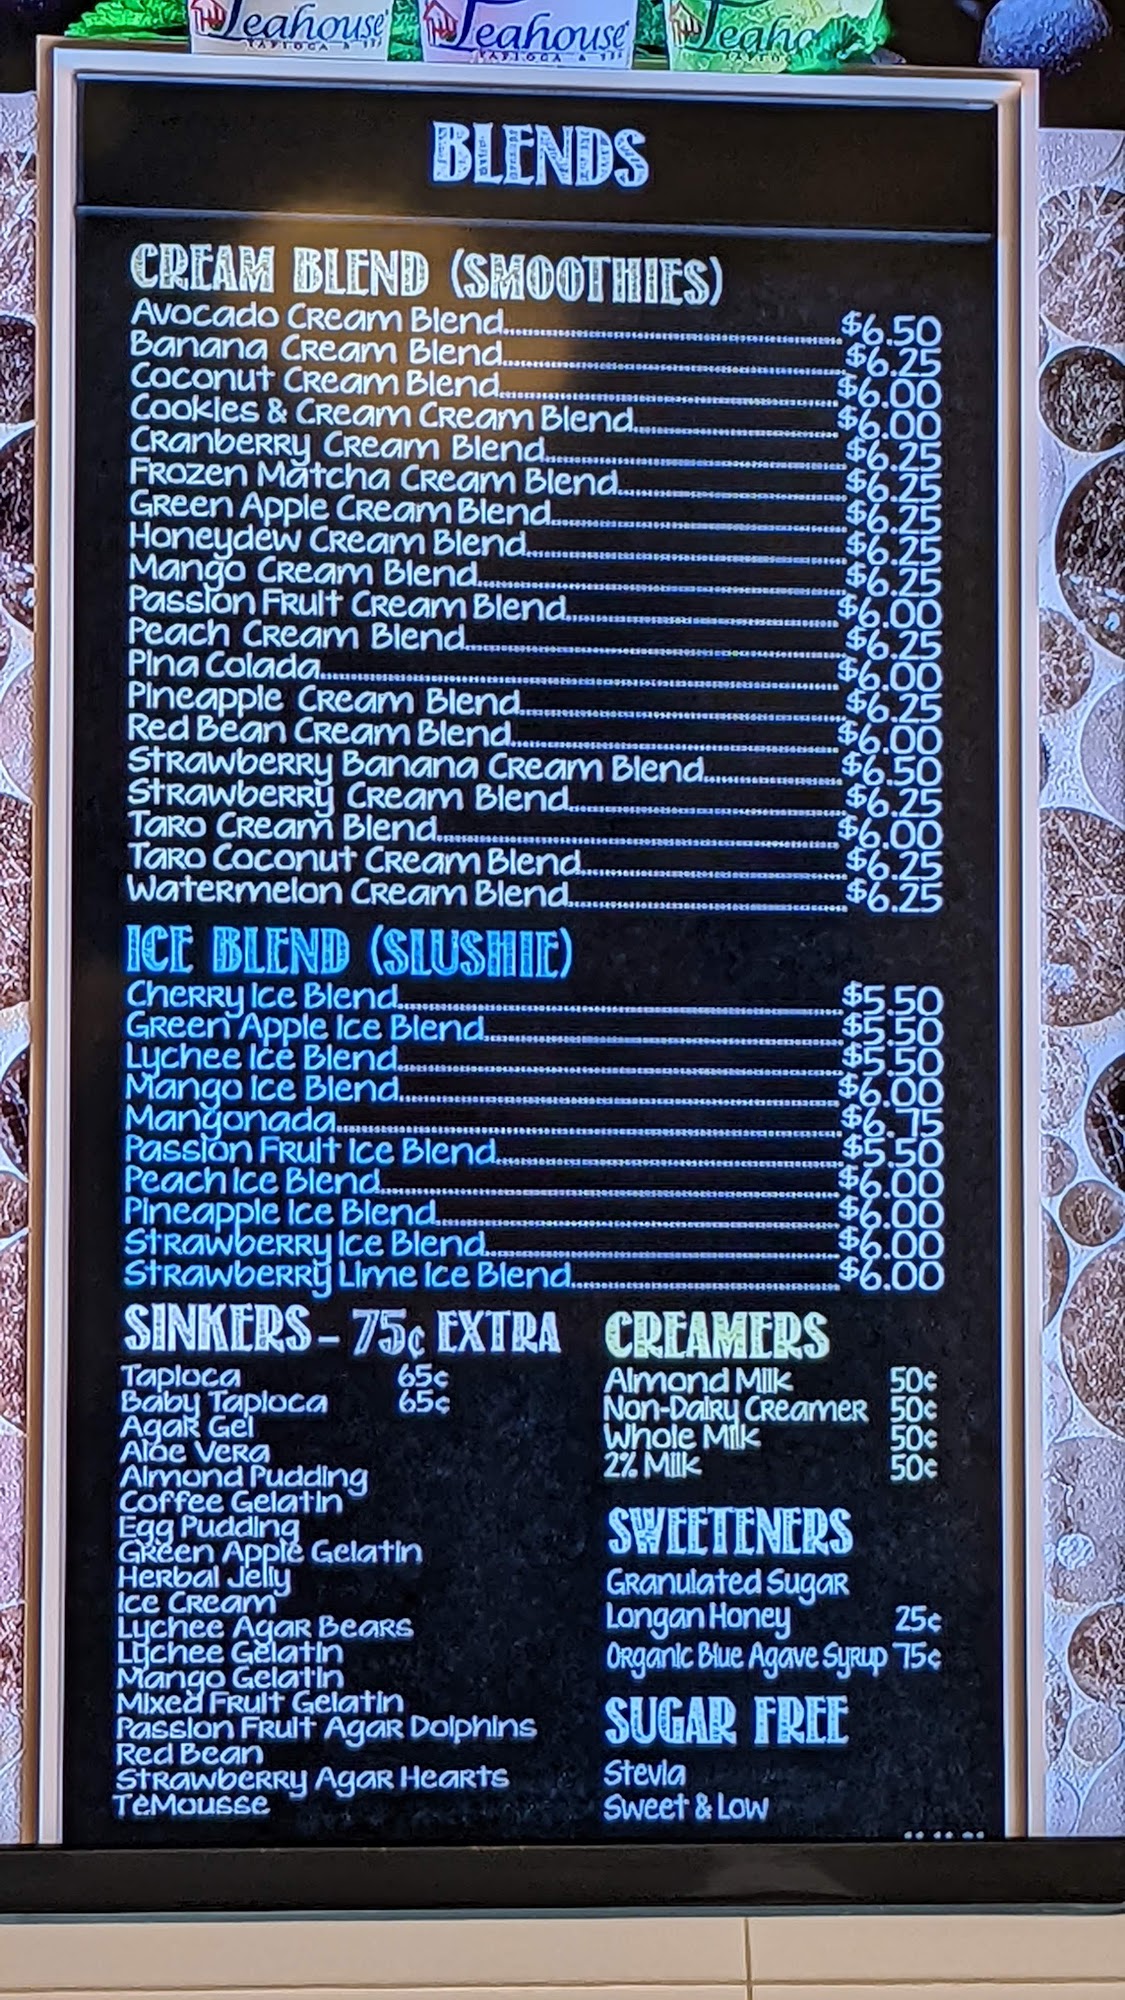 Teahouse
TAPIOCA &
Teahouse
TAPIOCA &
BLENDS
CREAM BLEND (SMOOTHIES)
Avocado Cream Blend $6.50
Banana Cream Blend $6.25
Coconut Cream Blend $6.00
Cookies & Cream Cream Blend $6.00
Cranberry Cream Blend $6.25
Frozen Matcha Cream Blend $6.25
Green Apple Cream Blend $6.25
Honeydew Cream Blend $6.25
Mango Cream Blend $6.25
Passion Fruit Cream Blend $6.00
Peach Cream Blend $6.25
Pina Colada $6.00
Pineapple Cream Blend $6.25
Red Bean Cream Blend $6.00
Strawberry Banana Cream Blend $6.50
Strawberry Cream Blend $6.25
Taro Cream Blend $6.00
Taro Coconut Cream Blend $6.25
Watermelon Cream Blend $6.25
ICE BLEND (SLUSHIE)
Cherry Ice Blend $5.50
Green Apple Ice Blend $5.50
Lychee Ice Blend $5.50
Mango Ice Blend $6.00
Mangonada $6.75
Passion Fruit Ice Blend $5.50
Peach Ice Blend $6.00
Pineapple Ice Blend $6.00
Strawberry Ice Blend $6.00
Strawberry Lime Ice Blend $6.00
SINKERS - 75¢ EXTRA
Tapioca 65¢
Baby Tapioca 65¢
Agar Gel
Aloe Vera
Almond Pudding
Coffee Gelatin
Egg Pudding
Green Apple Gelatin
Herbal Jelly
Ice Cream
Lychee Agar Bears
Lychee Gelatin
Mango Gelatin
Mixed Fruit Gelatin
Passion Fruit Agar Dolphins
Red Bean
Strawberry Agar Hearts
TeMousse
CREAMERS
Almond Milk 50¢
Non-Dairy Creamer 50¢
Whole Milk 50¢
2% Milk 50¢
SWEETENERS
Granulated Sugar
Longan Honey 25¢
Organic Blue Agave Syrup 75¢
SUGAR FREE
Stevia
Sweet & Low